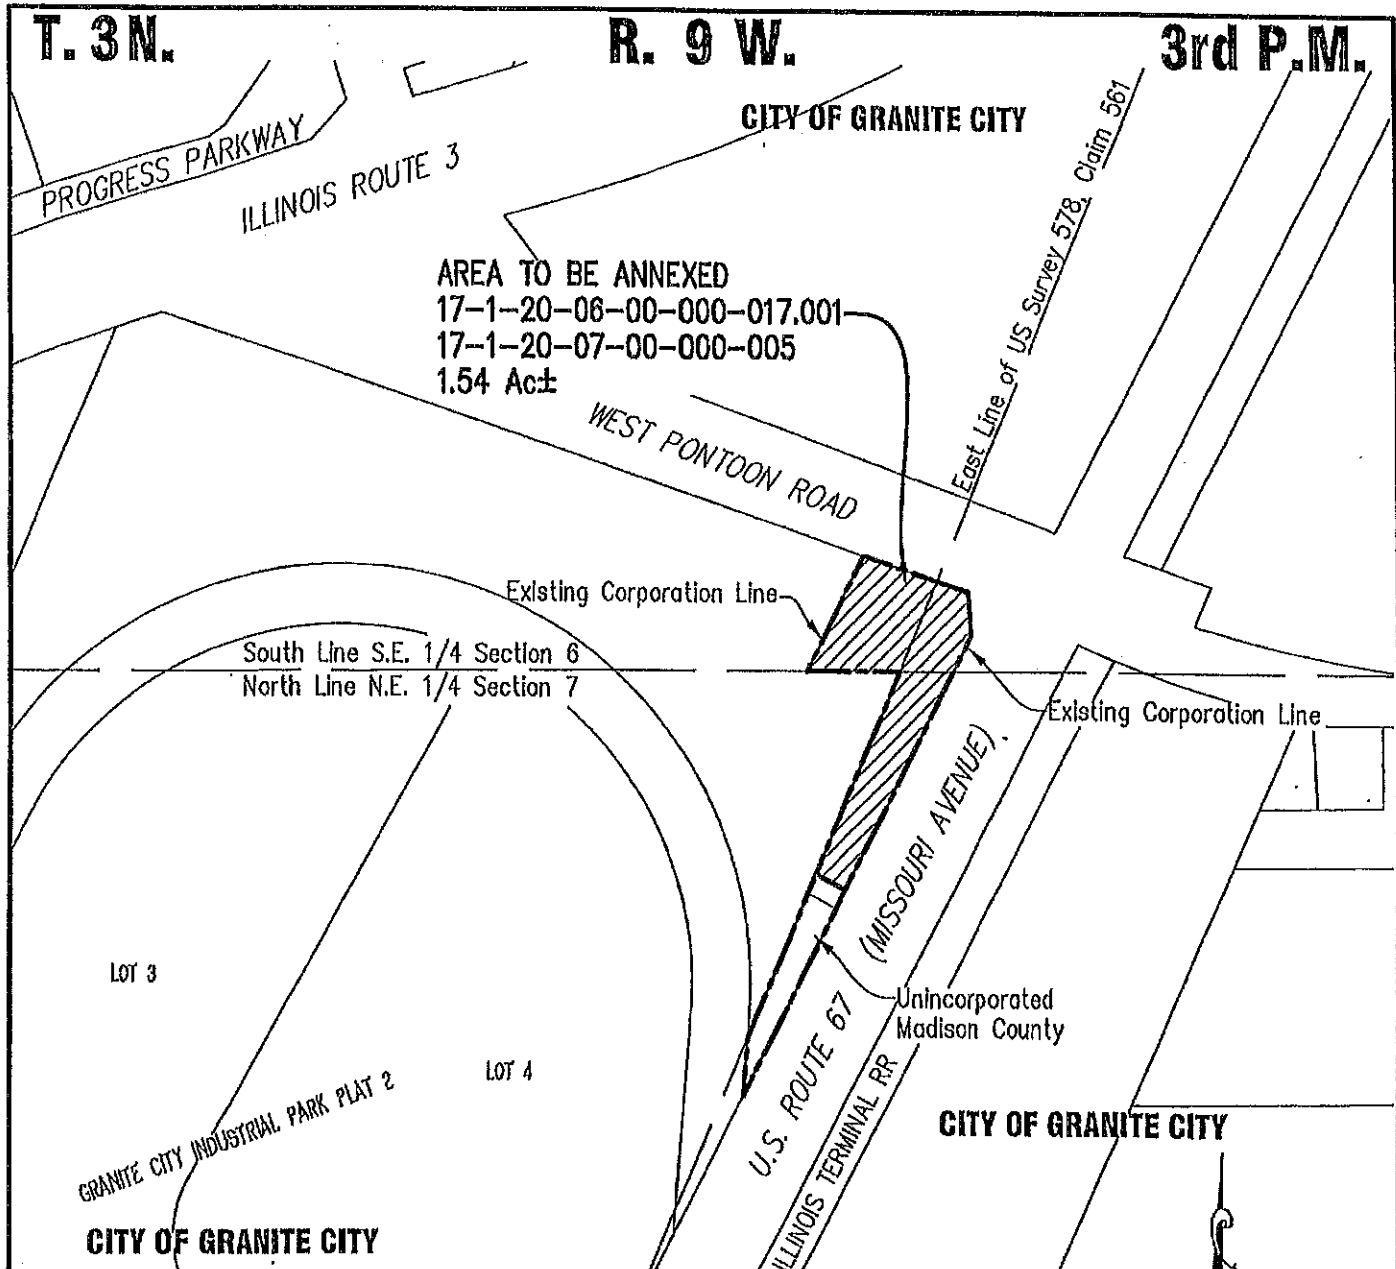 T. 3N. R. 9 W. 3rd P.M.
CITY OF GRANITE CITY
PROGRESS PARKWAY
ILLINOIS ROUTE 3
East Line of US Survey 578, Claim 561
AREA TO BE ANNEXED
17-1-20-06-00-000-017.001
17-1-20-07-00-000-005
1.54 Ac±
WEST PONTOON ROAD
Existing Corporation Line
South Line S.E. 1/4 Section 6
North Line N.E. 1/4 Section 7
Existing Corporation Line
(MISSOURI AVENUE)
U.S. ROUTE 67
Unincorporated
Madison County
LOT 3
LOT 4
ILLINOIS TERMINAL RR
GRANITE CITY INDUSTRIAL PARK PLAT 2
CITY OF GRANITE CITY
CITY OF GRANITE CITY